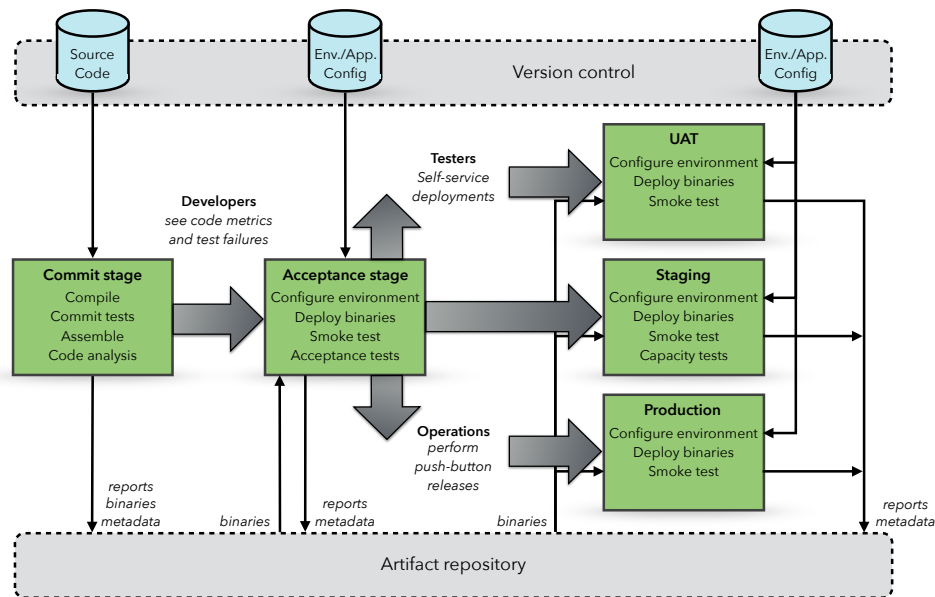 Source
Code
Env./App.
Config
Env./App.
Config
Version control
Developers
see code metrics
and test failures
Testers
Self-service
deployments
UAT
Configure environment
Deploy binaries
Smoke test
Commit stage
Compile
Commit tests
Assemble
Code analysis
Acceptance stage
Configure environment
Deploy binaries
Smoke test
Acceptance tests
Staging
Configure environment
Deploy binaries
Smoke test
Capacity tests
Operations
perform
push-button
releases
Production
Configure environment
Deploy binaries
Smoke test
reports
binaries
metadata
binaries
reports
metadata
binaries
reports
metadata
Artifact repository